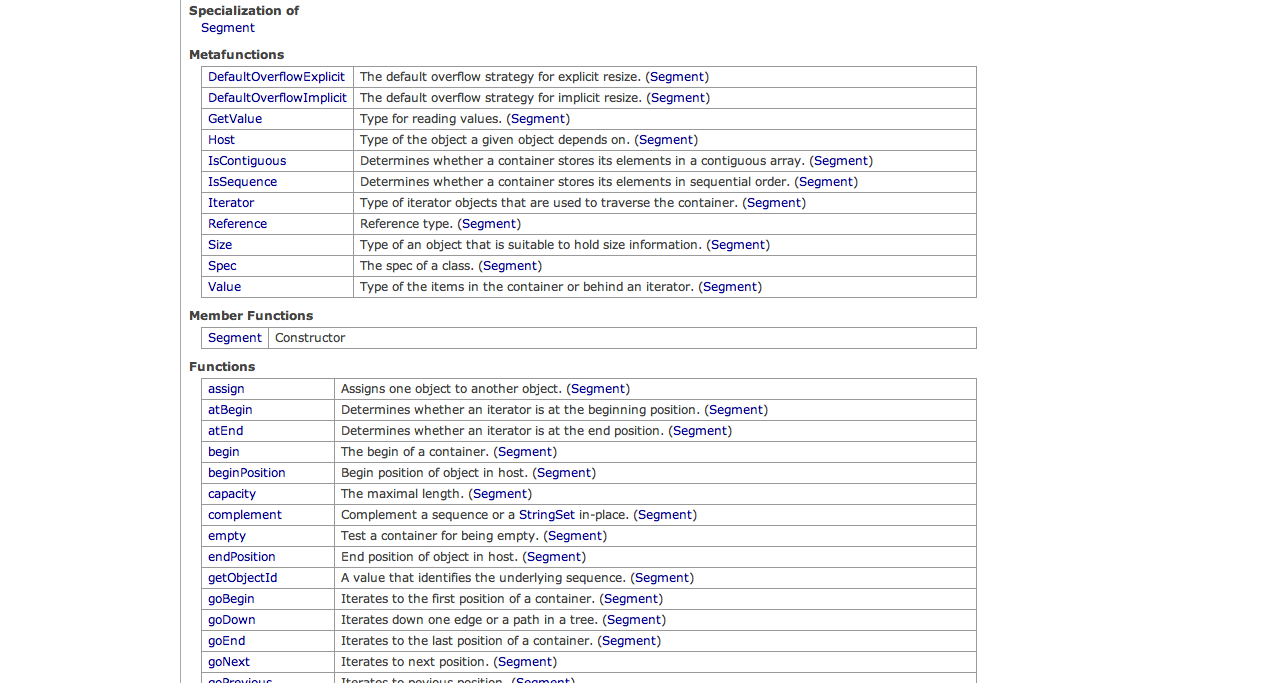 Specialization of
Segment
Metafunctions
DefaultOverflowExplicit The default overflow strategy for explicit resize. (Segment)
DefaultOverflowImplicit The default overflow strategy for implicit resize. (Segment)
GetValue Type for reading values. (Segment)
Host Type of the object a given object depends on. (Segment)
IsContiguous Determines whether a container stores its elements in a contiguous array. (Segment)
IsSequence Determines whether a container stores its elements in sequential order. (Segment)
Iterator Type of iterator objects that are used to traverse the container. (Segment)
Reference Reference type. (Segment)
Size Type of an object that is suitable to hold size information. (Segment)
Spec The spec of a class. (Segment)
Value Type of the items in the container or behind an iterator. (Segment)
Member Functions
Segment Constructor
Functions
assign Assigns one object to another object. (Segment)
atBegin Determines whether an iterator is at the beginning position. (Segment)
atEnd Determines whether an iterator is at the end position. (Segment)
begin The begin of a container. (Segment)
beginPosition Begin position of object in host. (Segment)
capacity The maximal length. (Segment)
complement Complement a sequence or a StringSet in-place. (Segment)
empty Test a container for being empty. (Segment)
endPosition End position of object in host. (Segment)
getObjectId A value that identifies the underlying sequence. (Segment)
goBegin Iterates to the first position of a container. (Segment)
goDown Iterates down one edge or a path in a tree. (Segment)
goEnd Iterates to the last position of a container. (Segment)
goNext Iterates to next position. (Segment)
goPrevious Iterates to pevious position. (Segment)